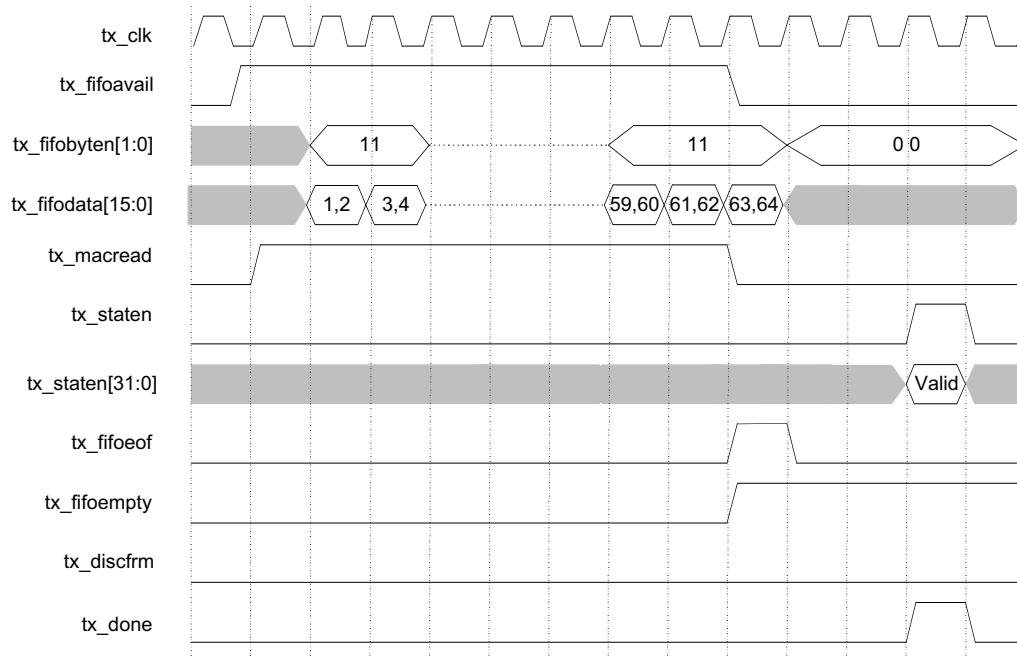 tx_clk
tx_fifoavail
tx_fifobyten[1:0] 11 11 0 0
tx_fifodata[15:0] 1,2 3,4 59,60 61,62 63,64
tx_macread
tx_staten
tx_staten[31:0] Valid
tx_fifoeof
tx_fifoempty
tx_discfrm
tx_done